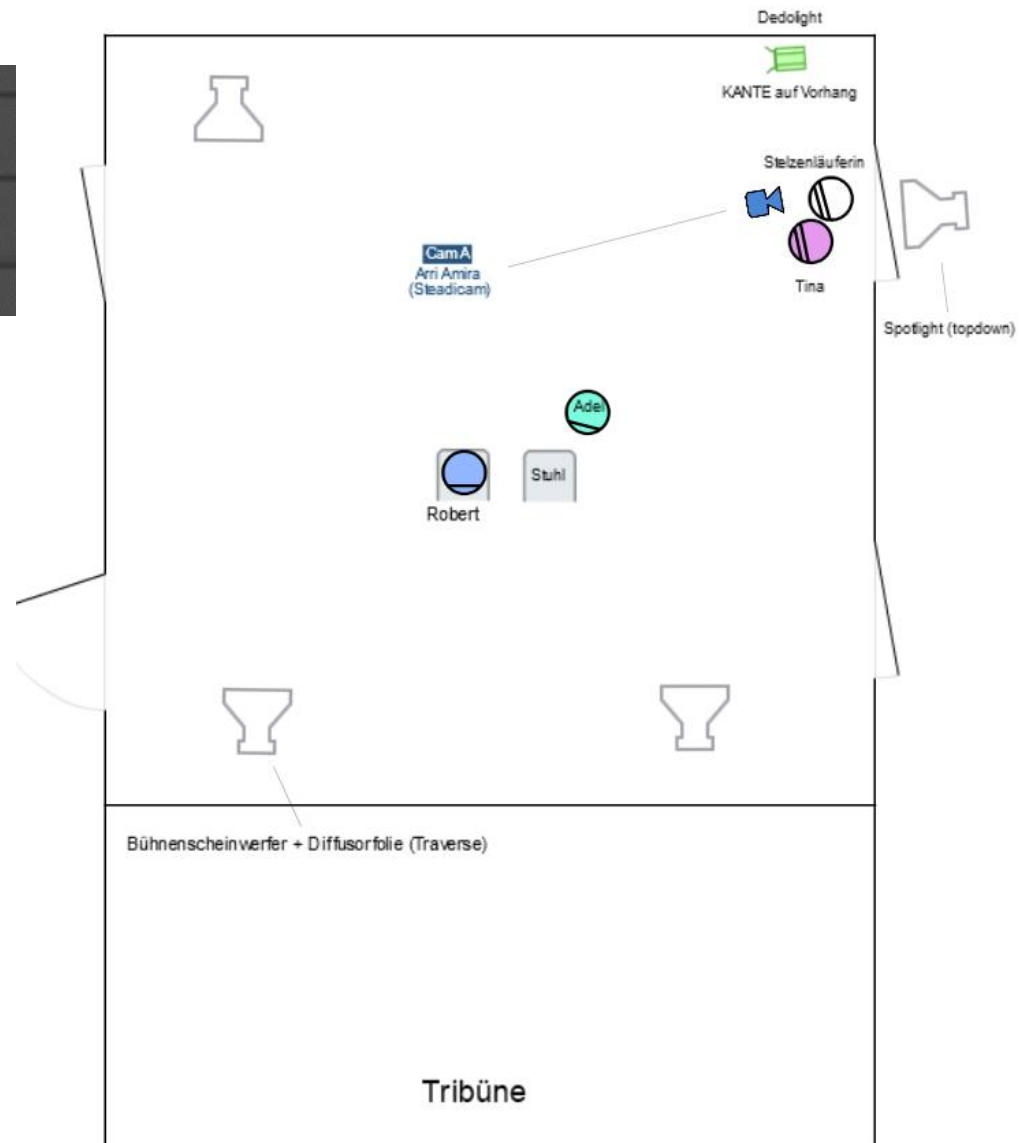 Dedolight
KANTE auf Vorhang
Stelzenläuferin
Cam A
Arri Amira
(Steadicam)
Tina
Spotlight (topdown)
Adel
Stuhl
Robert
Bühnenscheinwerfer + Diffusorfolie (Traverse)
Tribüne